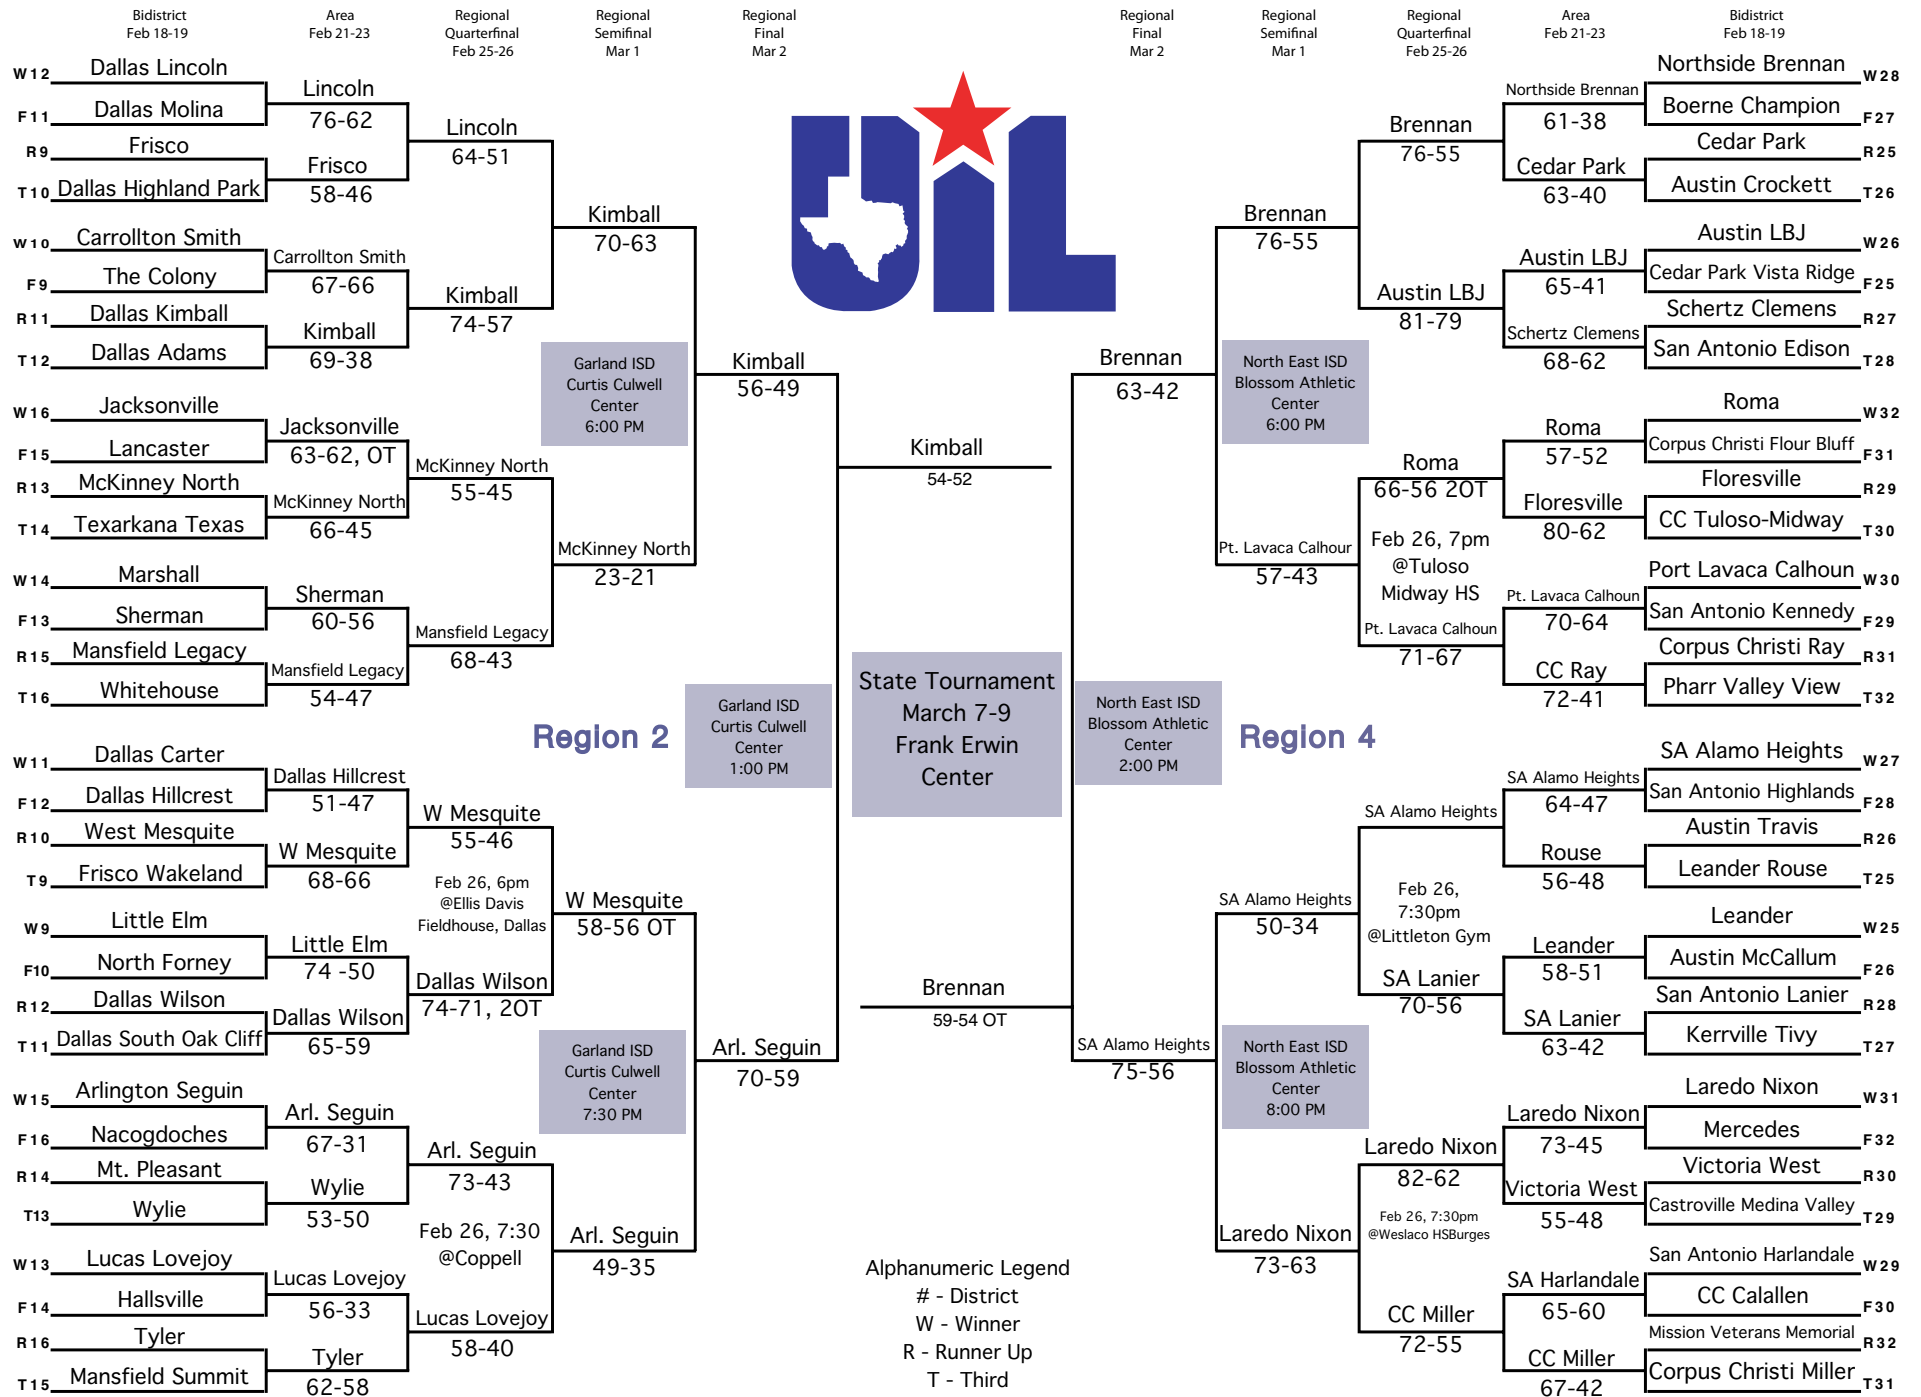 Bidistrict
Feb 18-19
Area
Feb 21-23
Regional
Quarterfinal
Feb 25-26
Regional
Semifinal
Mar 1
Regional
Final
Mar 2
Regional
Final
Mar 2
Regional
Semifinal
Mar 1
Regional
Quarterfinal
Feb 25-26
Area
Feb 21-23
Bidistrict
Feb 18-19
W12 Dallas Lincoln
F11 Dallas Molina
R9 Frisco
T10 Dallas Highland Park
W10 Carrollton Smith
F9 The Colony
R11 Dallas Kimball
T12 Dallas Adams
W16 Jacksonville
F15 Lancaster
R13 McKinney North
T14 Texarkana Texas
W14 Marshall
F13 Sherman
R15 Mansfield Legacy
T16 Whitehouse
W11 Dallas Carter
F12 Dallas Hillcrest
R10 West Mesquite
T9 Frisco Wakeland
W9 Little Elm
F10 North Forney
R12 Dallas Wilson
T11 Dallas South Oak Cliff
W15 Arlington Seguin
F16 Nacogdoches
R14 Mt. Pleasant
T13 Wylie
W13 Lucas Lovejoy
F14 Hallsville
R16 Tyler
T15 Mansfield Summit
Lincoln
76-62
Frisco
58-46
Carrollton Smith
67-66
Kimball
69-38
Jacksonville
63-62, OT
McKinney North
66-45
Sherman
60-56
Mansfield Legacy
54-47
Dallas Hillcrest
51-47
W Mesquite
68-66
Little Elm
74 -50
Dallas Wilson
65-59
Arl. Seguin
67-31
Wylie
53-50
Lucas Lovejoy
56-33
Tyler
62-58
Lincoln
64-51
Kimball
74-57
McKinney North
55-45
Mansfield Legacy
68-43
W Mesquite
55-46
Feb 26, 6pm
@Ellis Davis
Fieldhouse, Dallas
Dallas Wilson
74-71, 2OT
Arl. Seguin
73-43
Feb 26, 7:30
@Coppell
Lucas Lovejoy
58-40
Kimball
70-63
Garland ISD
Curtis Culwell
Center
6:00 PM
McKinney North
23-21
Region 2
W Mesquite
58-56 OT
Garland ISD
Curtis Culwell
Center
7:30 PM
Arl. Seguin
49-35
Kimball
56-49
Garland ISD
Curtis Culwell
Center
1:00 PM
Arl. Seguin
70-59
UIL
Kimball
54-52
State Tournament
March 7-9
Frank Erwin
Center
Brennan
59-54 OT
Alphanumeric Legend
# - District
W - Winner
R - Runner Up
T - Third
Brennan
63-42
North East ISD
Blossom Athletic
Center
2:00 PM
SA Alamo Heights
75-56
Brennan
76-55
North East ISD
Blossom Athletic
Center
6:00 PM
Pt. Lavaca Calhour
57-43
Region 4
SA Alamo Heights
50-34
North East ISD
Blossom Athletic
Center
8:00 PM
Laredo Nixon
73-63
Brennan
76-55
Austin LBJ
81-79
Roma
66-56 2OT
Feb 26, 7pm
@Tuloso
Midway HS
Pt. Lavaca Calhoun
71-67
SA Alamo Heights
Feb 26,
7:30pm
@Littleton Gym
SA Lanier
70-56
Laredo Nixon
82-62
Feb 26, 7:30pm
@Weslaco HSBurges
CC Miller
72-55
Northside Brennan
61-38
Cedar Park
63-40
Austin LBJ
65-41
Schertz Clemens
68-62
Roma
57-52
Floresville
80-62
Pt. Lavaca Calhoun
70-64
CC Ray
72-41
SA Alamo Heights
64-47
Rouse
56-48
Leander
58-51
SA Lanier
63-42
Laredo Nixon
73-45
Victoria West
55-48
SA Harlandale
65-60
CC Miller
67-42
Northside Brennan W28
Boerne Champion F27
Cedar Park R25
Austin Crockett T26
Austin LBJ W26
Cedar Park Vista Ridge F25
Schertz Clemens R27
San Antonio Edison T28
Roma W32
Corpus Christi Flour Bluff F31
Floresville R29
CC Tuloso-Midway T30
Port Lavaca Calhoun W30
San Antonio Kennedy F29
Corpus Christi Ray R31
Pharr Valley View T32
SA Alamo Heights W27
San Antonio Highlands F28
Austin Travis R26
Leander Rouse T25
Leander W25
Austin McCallum F26
San Antonio Lanier R28
Kerrville Tivy T27
Laredo Nixon W31
Mercedes F32
Victoria West R30
Castroville Medina Valley T29
San Antonio Harlandale W29
CC Calallen F30
Mission Veterans Memorial R32
Corpus Christi Miller T31